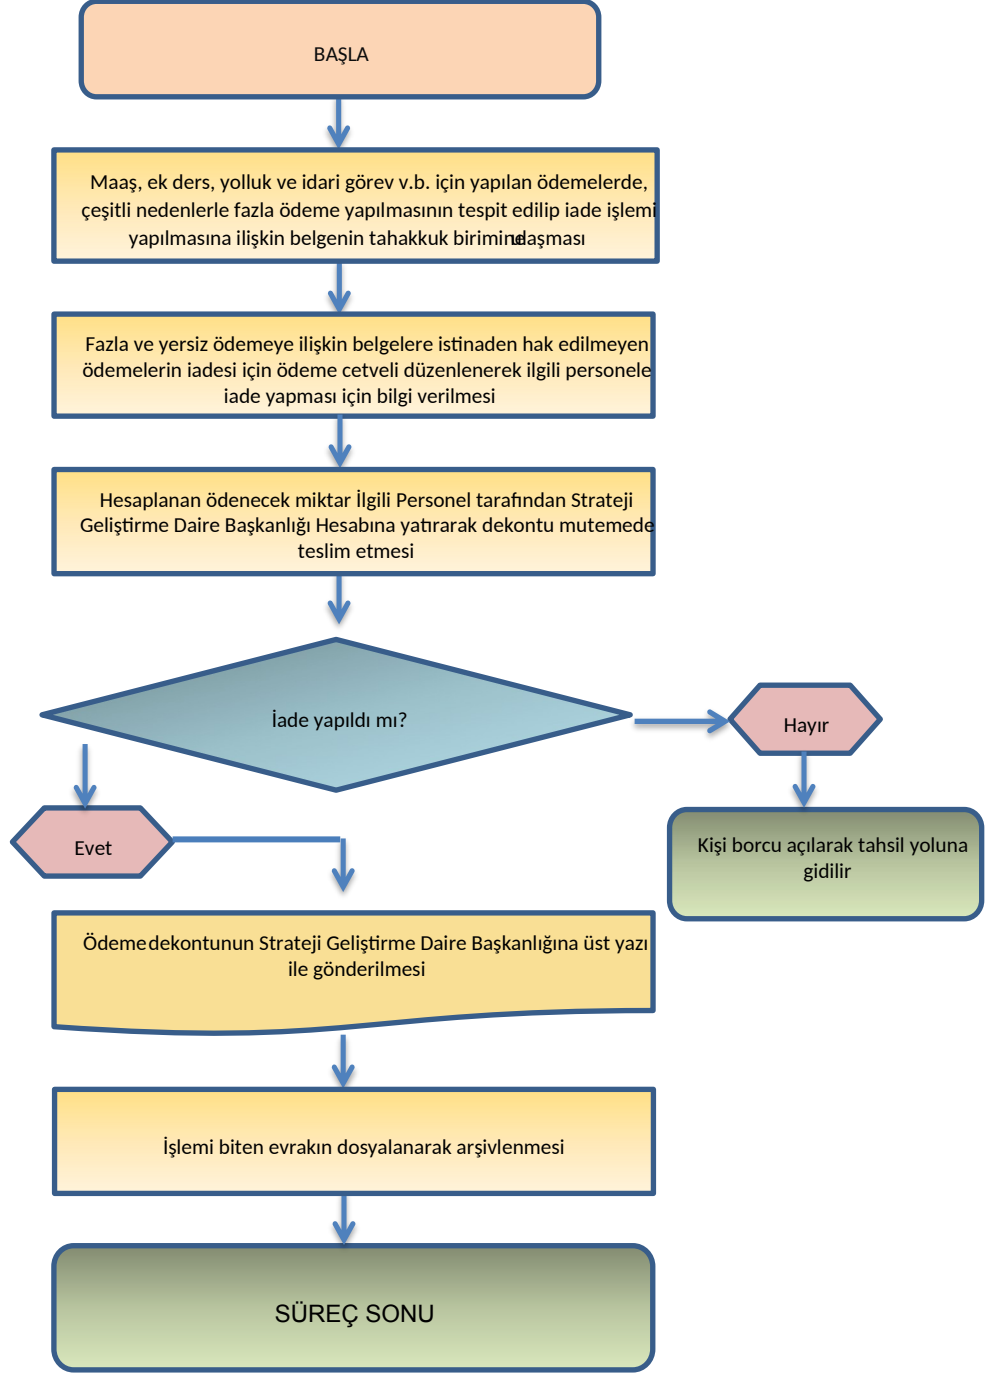 BAŞLA
Maaş, ek ders, yolluk ve idari görev v.b. için yapılan ödemelerde,
çeşitli nedenlerle fazla ödeme yapılmasının tespit edilip iade işlemi
yapılmasına ilişkin belgenin tahakkuk birimine ulaşması
Fazla ve yersiz ödemeye ilişkin belgelere istinaden hak edilmeyen
ödemelerin iadesi için ödeme cetveli düzenlenerek ilgili personele
iade yapması için bilgi verilmesi
Hesaplanan ödenecek miktar İlgili Personel tarafından Strateji
Geliştirme Daire Başkanlığı Hesabına yatırarak dekontu mutemede
teslim etmesi
İade yapıldı mı?
Hayır
Evet
Kişi borcu açılarak tahsil yoluna
gidilir
Ödeme dekontunun Strateji Geliştirme Daire Başkanlığına üst yazı
ile gönderilmesi
İşlemi biten evrakın dosyalanarak arşivlenmesi
SÜREÇ SONU